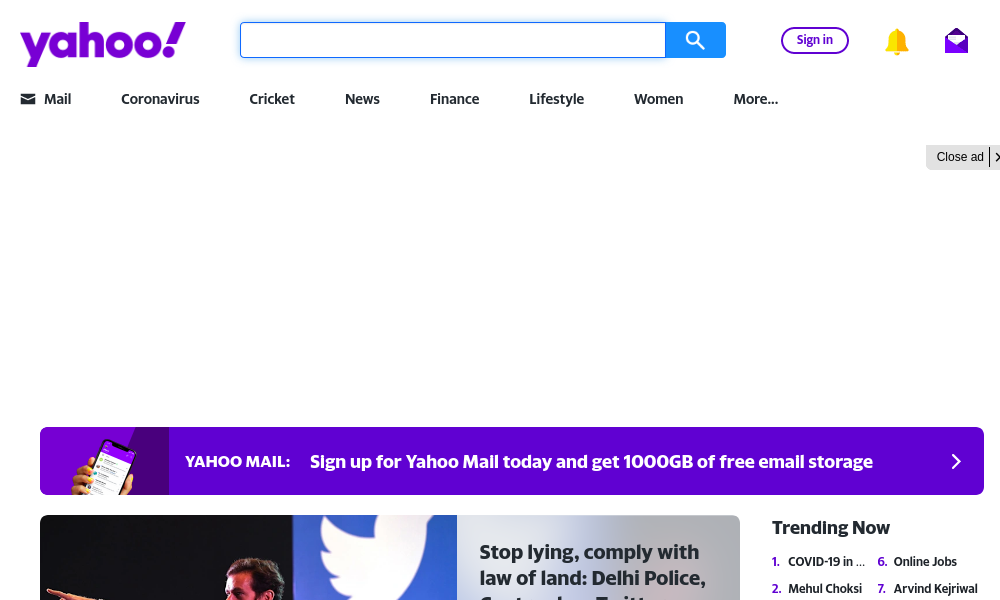 yahoo!
Sign in
Mail
Coronavirus
Cricket
News
Finance
Lifestyle
Women
More...
Close ad
YAHOO MAIL: Sign up for Yahoo Mail today and get 1000GB of free email storage
Stop lying, comply with
law of land: Delhi Police,
Trending Now
1. COVID-19 in ...
6. Online Jobs
2. Mehul Choksi
7. Arvind Kejriwal